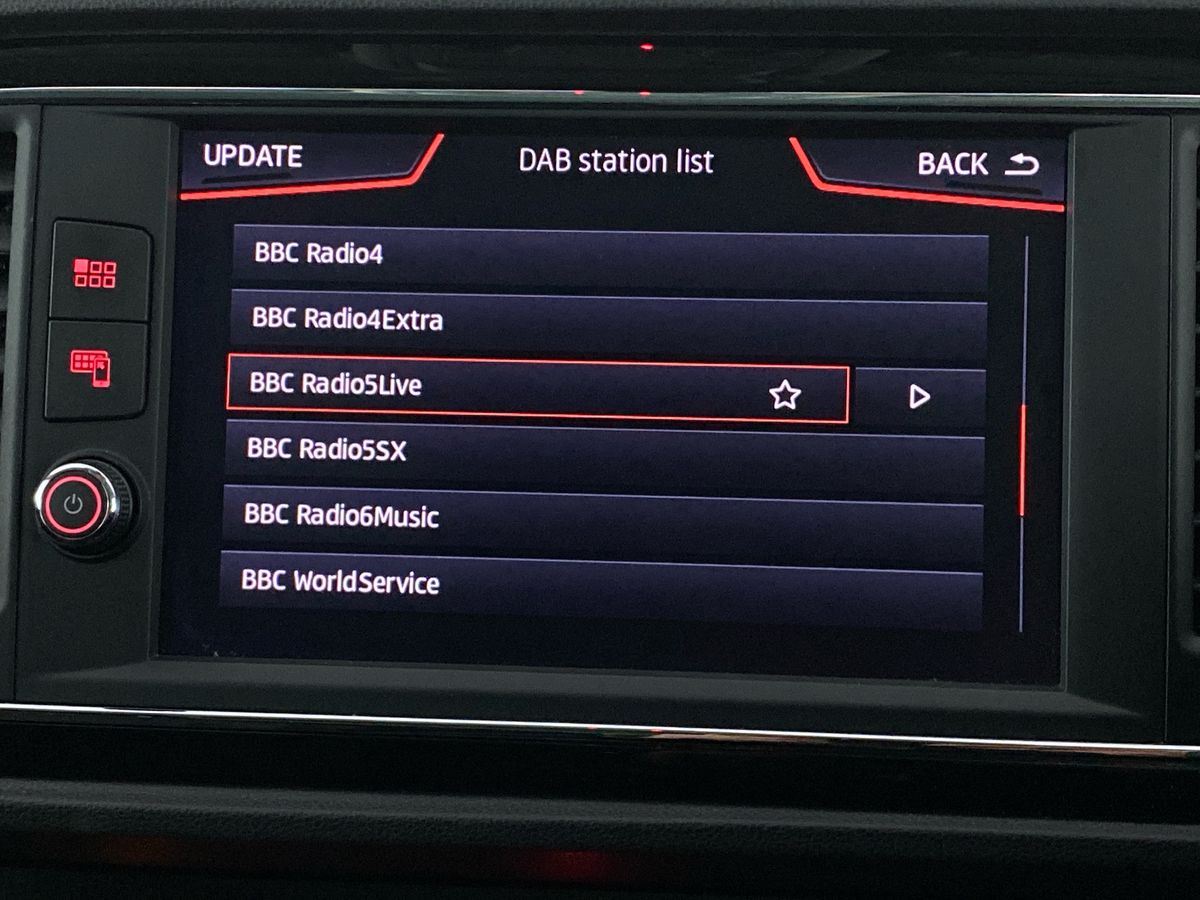 UPDATE
DAB station list
BACK
BBC Radio4
BBC Radio4Extra
BBC Radio5Live
BBC Radio5SX
BBC Radio6Music
BBC WorldService